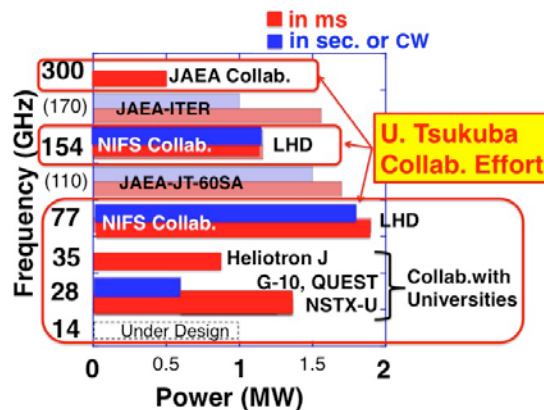 in ms
in sec. or CW
300
JAEA Collab.
(170)
JAEA-ITER
154
NIFS Collab.
LHD
U. Tsukuba
Collab. Effort
(110)
JAEA-JT-60SA
77
NIFS Collab.
LHD
35
Heliotron J
28
G-10, QUEST
NSTX-U
Collab.with
Universities
14
Under Design
Frequency (GHz)
0
0.5
1
1.5
2
Power (MW)